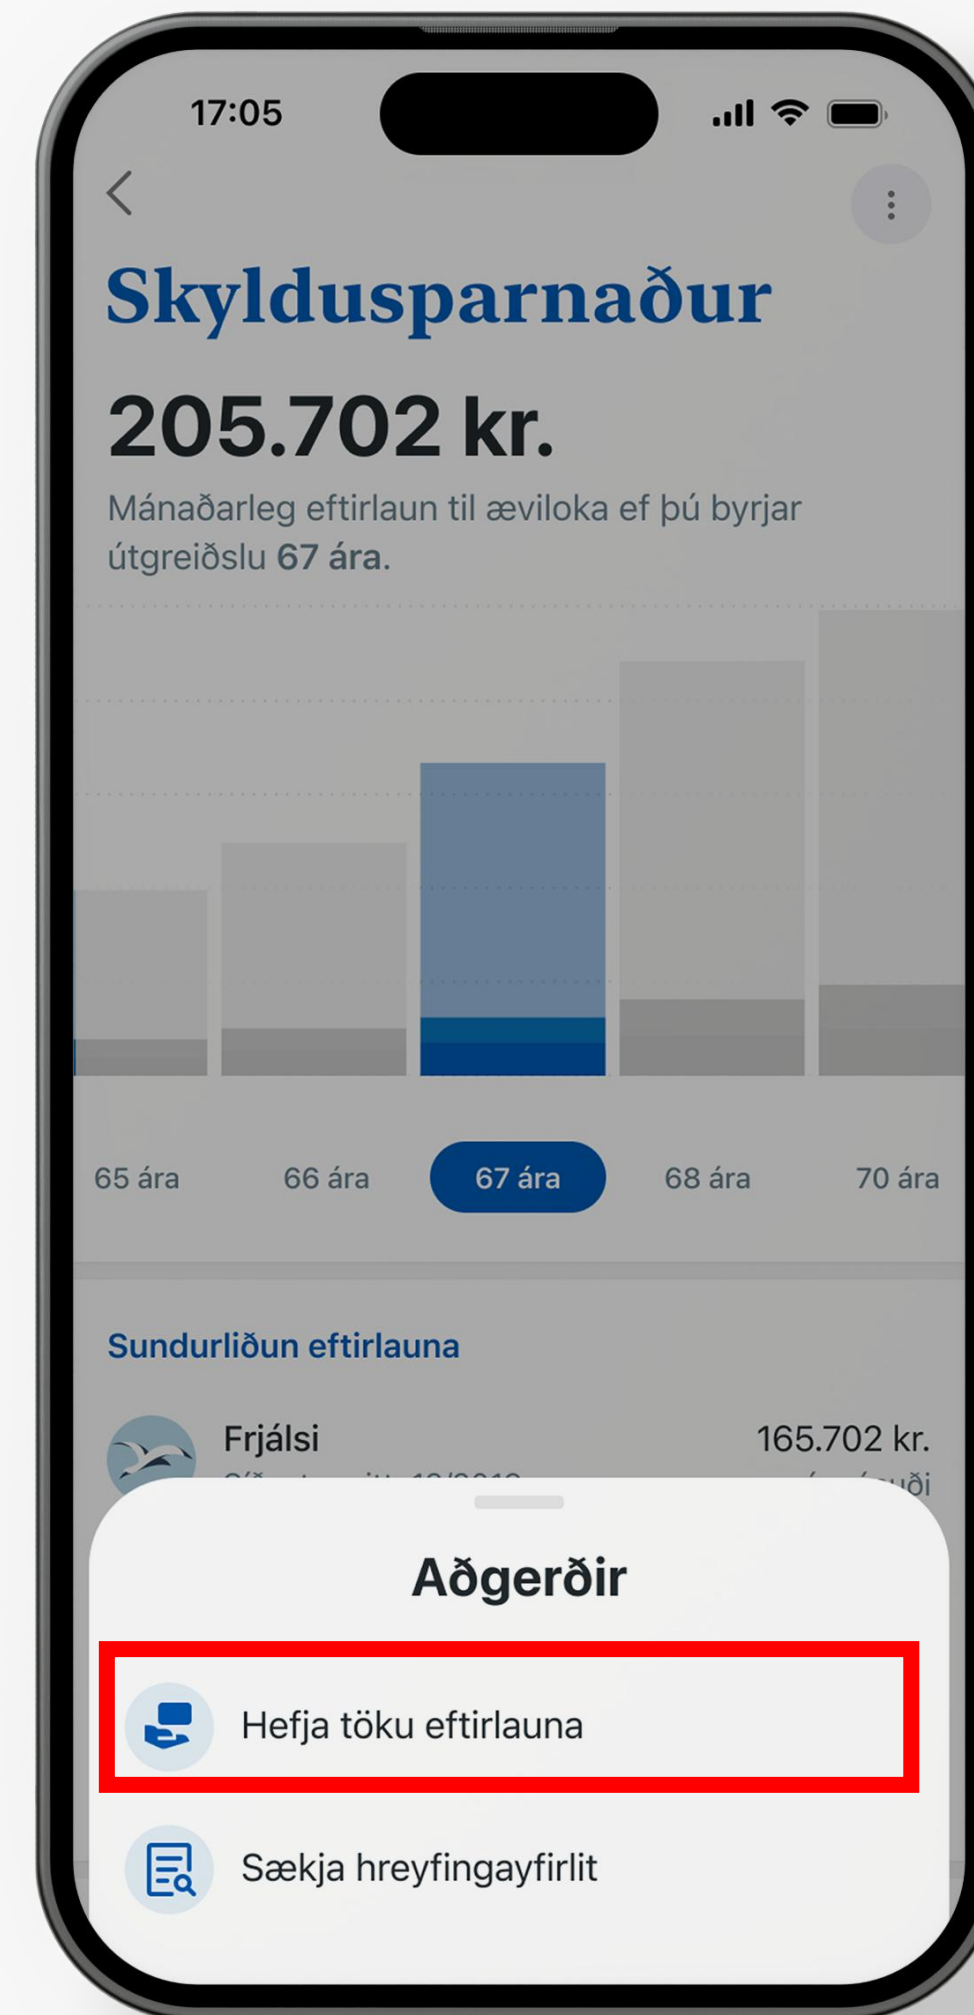 17:05
Skyldusparnaður
205.702 kr.
Mánaðarleg eftirlaun til æviloka ef þú byrjar
útgreiðslu 67 ára.
65 ára 66 ára 67 ára 68 ára 70 ára
Sundurliðun eftirlauna
Frjálsi 165.702 kr.
Aðgerðir
Hefja töku eftirlauna
Sækja hreyfingayfirlit